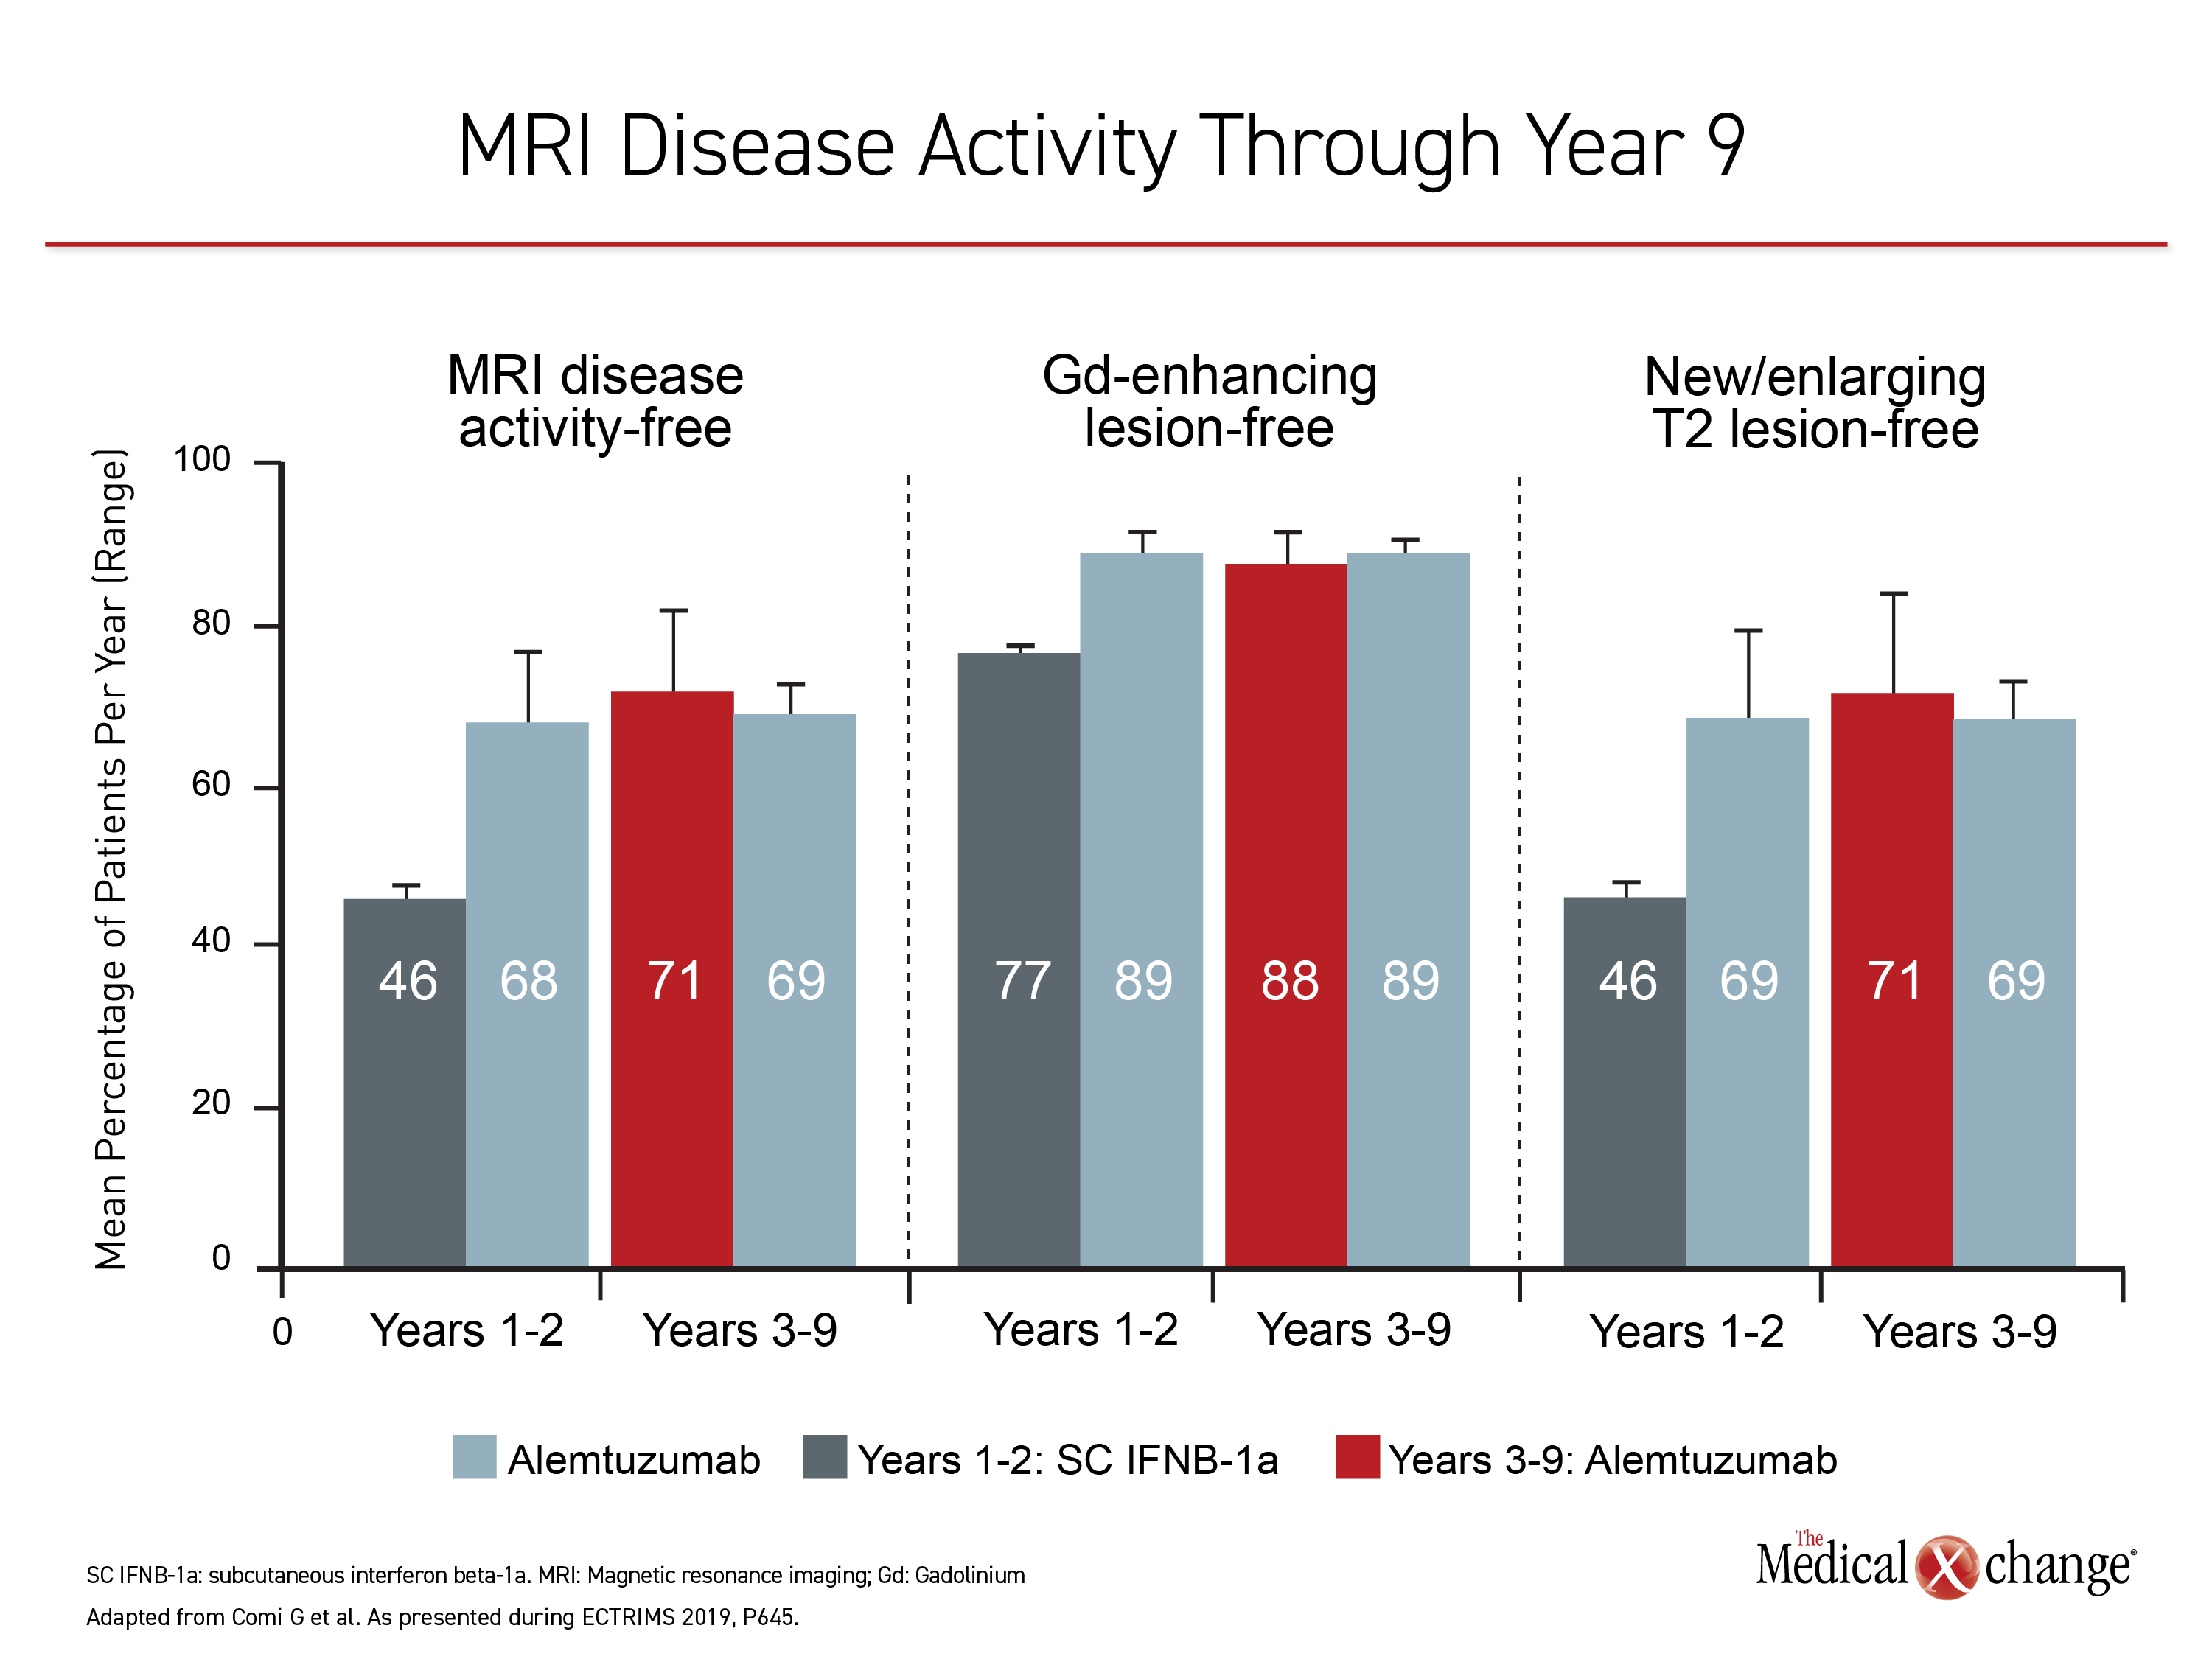 MRI Disease Activity Through Year 9
MRI disease
activity-free
Gd-enhancing
lesion-free
New/enlarging
T2 lesion-free
Mean Percentage of Patients Per Year (Range)
100
80
60
40
20
0
46
68
71
69
77
89
88
89
46
69
71
69
0
Years 1-2
Years 3-9
Years 1-2
Years 3-9
Years 1-2
Years 3-9
Alemtuzumab
Years 1-2: SC IFNB-1a
Years 3-9: Alemtuzumab
SC IFNB-1a: subcutaneous interferon beta-1a. MRI: Magnetic resonance imaging; Gd: Gadolinium
Adapted from Comi G et al. As presented during ECTRIMS 2019, P645.
The
Medical X change®